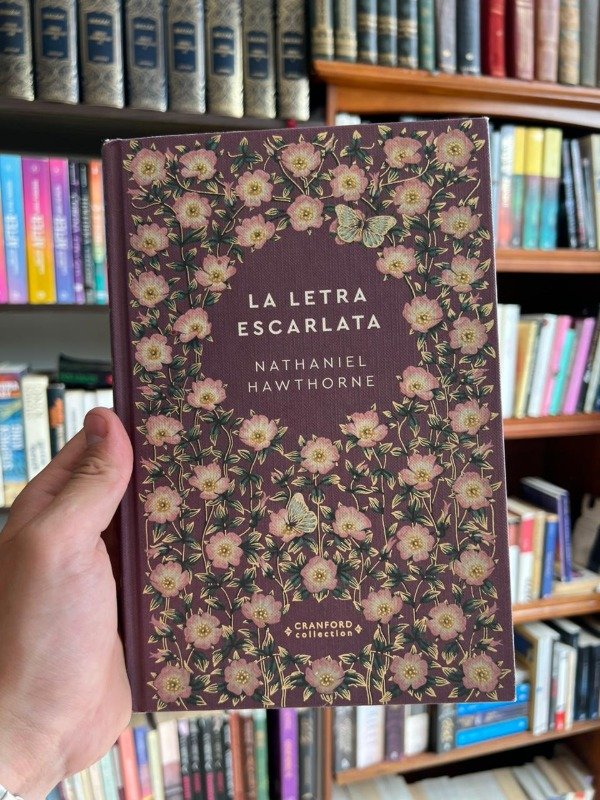 LA LETRA
ESCARLATA
NATHANIEL
HAWTHORNE
CRANFORD
collection